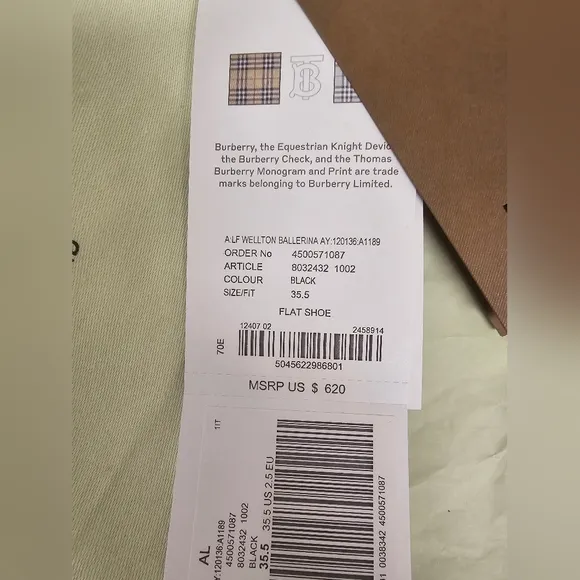 Burberry, the Equestrian Knight Devic
the Burberry Check, and the Thomas
Burberry Monogram and Print are trade
marks belonging to Burberry Limited.
A:LF WELLTON BALLERINA AY:120136:A1189
ORDER No 4500571087
ARTICLE 8032432 1002
COLOUR BLACK
SIZE/FIT 35.5
FLAT SHOE
12407 02 2458914
70E
5045622986801
MSRP US $ 620
1IT
AL
Y:120136:A1189
4500571087
8032432 1002
BLACK
35.5 35.5 US 2.5 EU
01 0038342 4500571087